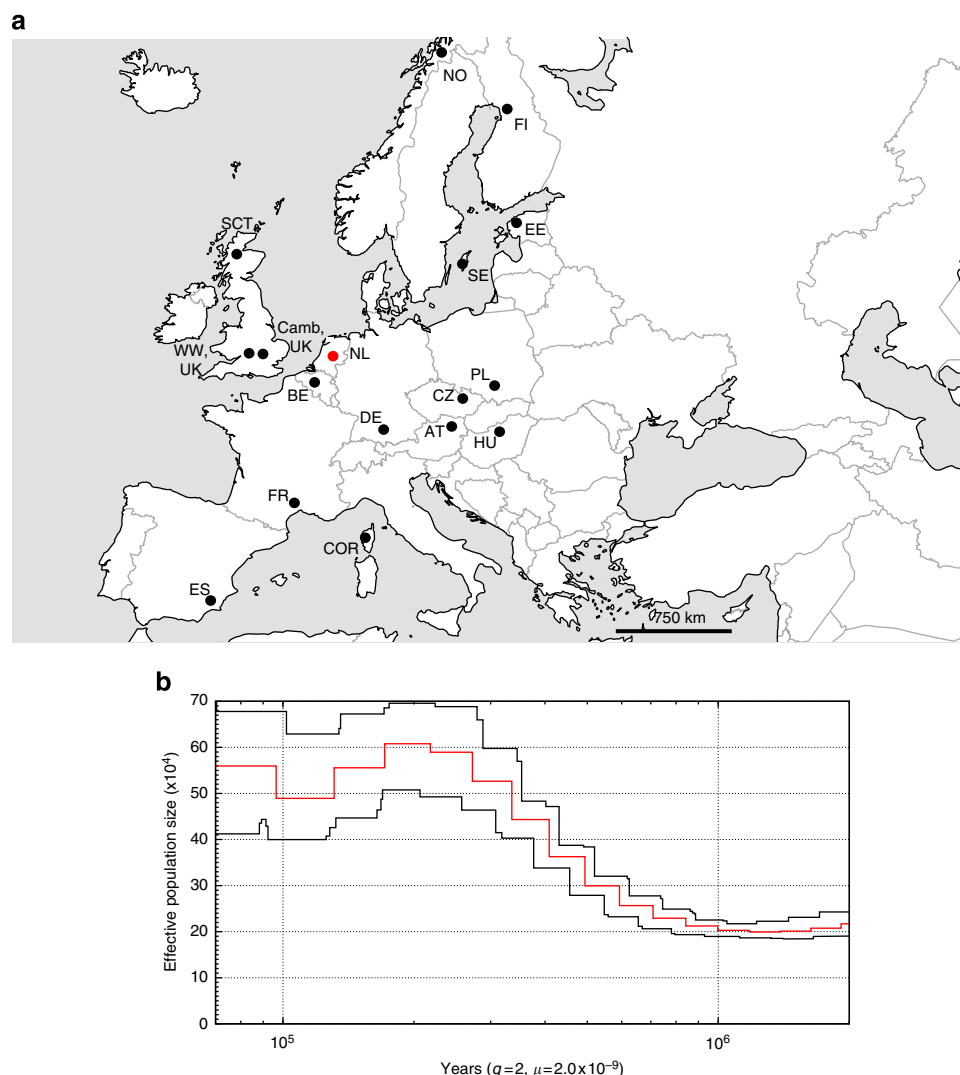 a
NO
FI
SCT
EE
SE
Camb,
UK
WW,
UK
NL
BE
PL
CZ
DE
AT
HU
FR
COR
ES
750 km
b
Effective population size (x10⁴)
70
60
50
40
30
20
10
0
10⁵
10⁶
Years (g=2, μ=2.0×10⁻⁹)